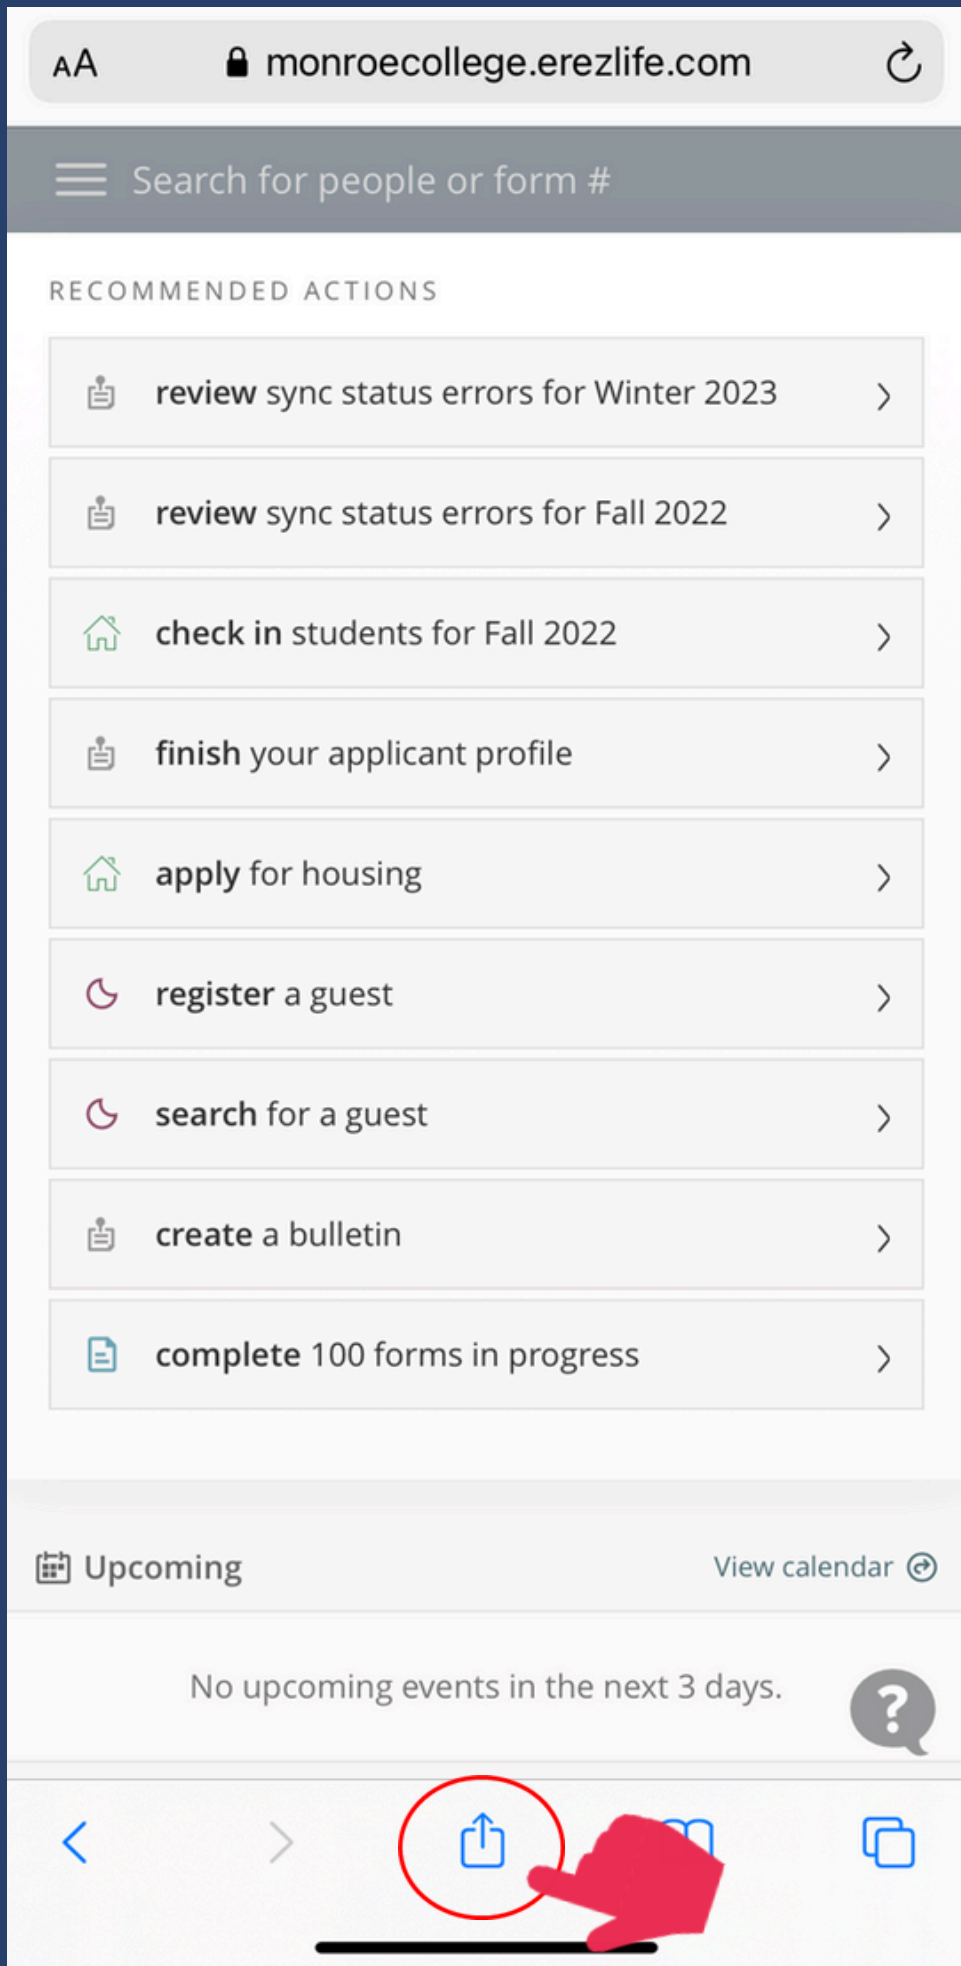 AA monroecollege.erezlife.com
Search for people or form #
RECOMMENDED ACTIONS
review sync status errors for Winter 2023
review sync status errors for Fall 2022
check in students for Fall 2022
finish your applicant profile
apply for housing
register a guest
search for a guest
create a bulletin
complete 100 forms in progress
Upcoming View calendar
No upcoming events in the next 3 days.
?